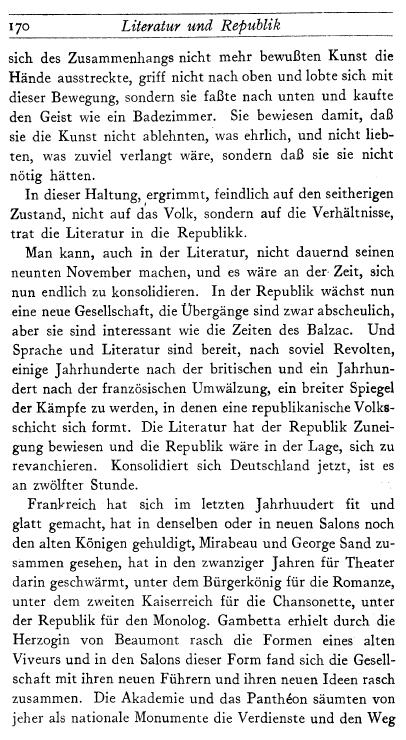 170 Literatur und Republik
sich des Zusammenhangs nicht mehr bewußten Kunst die
Hände ausstreckte, griff nicht nach oben und lobte sich mit
dieser Bewegung, sondern sie faßte nach unten und kaufte
den Geist wie ein Badezimmer. Sie bewiesen damit, daß
sie die Kunst nicht ablehnten, was ehrlich, und nicht lieb-
ten, was zuviel verlangt wäre, sondern daß sie sie nicht
nötig hätten.
In dieser Haltung, ergrimmt, feindlich auf den seitherigen
Zustand, nicht auf das Volk, sondern auf die Verhältnisse,
trat die Literatur in die Republikk.
Man kann, auch in der Literatur, nicht dauernd seinen
neunten November machen, und es wäre an der Zeit, sich
nun endlich zu konsolidieren. In der Republik wächst nun
eine neue Gesellschaft, die Übergänge sind zwar abscheulich,
aber sie sind interessant wie die Zeiten des Balzac. Und
Sprache und Literatur sind bereit, nach soviel Revolten,
einige Jahrhunderte nach der britischen und ein Jahrhun-
dert nach der französischen Umwälzung, ein breiter Spiegel
der Kämpfe zu werden, in denen eine republikanische Volks-
schicht sich formt. Die Literatur hat der Republik Zunei-
gung bewiesen und die Republik wäre in der Lage, sich zu
revanchieren. Konsolidiert sich Deutschland jetzt, ist es
an zwölfter Stunde.
Frankreich hat sich im letzten Jahrhuudert fit und
glatt gemacht, hat in denselben oder in neuen Salons noch
den alten Königen gehuldigt, Mirabeau und George Sand zu-
sammen gesehen, hat in den zwanziger Jahren für Theater
darin geschwärmt, unter dem Bürgerkönig für die Romanze,
unter dem zweiten Kaiserreich für die Chansonette, unter
der Republik für den Monolog. Gambetta erhielt durch die
Herzogin von Beaumont rasch die Formen eines alten
Viveurs und in den Salons dieser Form fand sich die Gesell-
schaft mit ihren neuen Führern und ihren neuen Ideen rasch
zusammen. Die Akademie und das Panthéon säumten von
jeher als nationale Monumente die Verdienste und den Weg